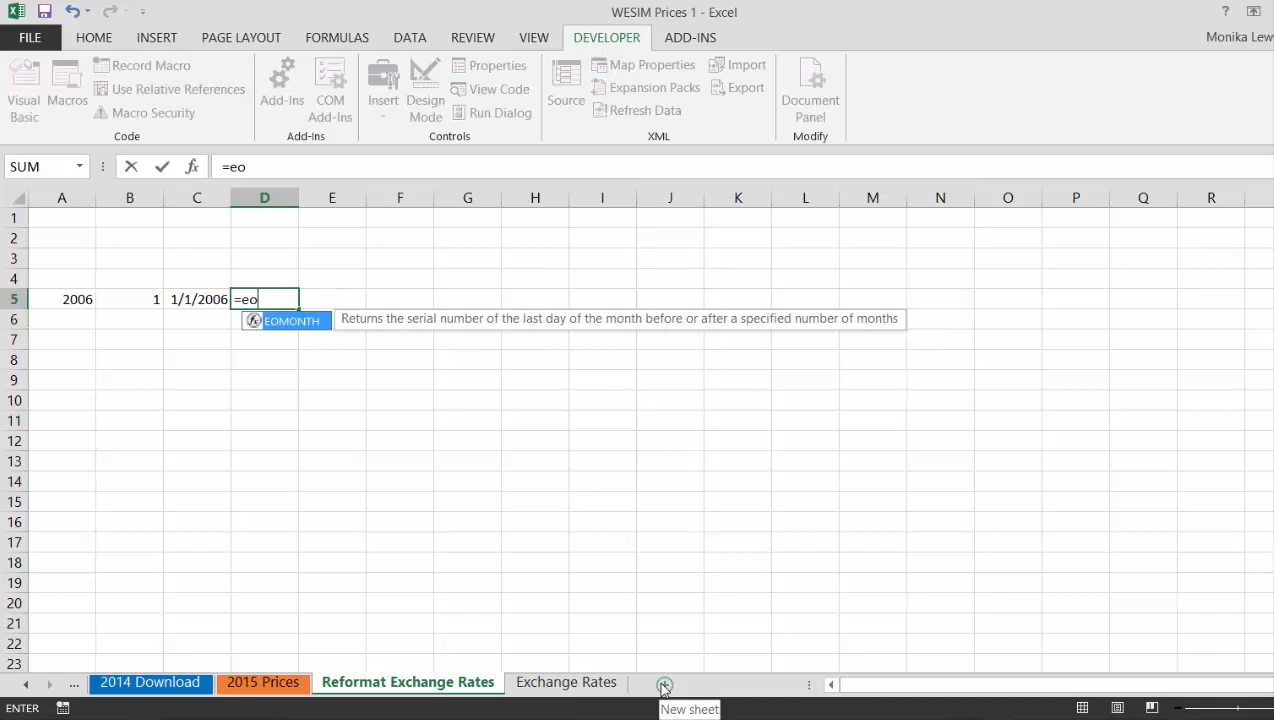 WESIM Prices 1 - Excel
?
FILE HOME INSERT PAGE LAYOUT FORMULAS DATA REVIEW VIEW DEVELOPER ADD-INS Monika Lew
Visual Basic
Macros
Record Macro
Use Relative References
Macro Security
Code
Add-Ins
COM Add-Ins
Add-Ins
Insert
Design Mode
Properties
View Code
Run Dialog
Controls
Source
Map Properties
Expansion Packs
Refresh Data
Import
Export
XML
Document Panel
Modify
SUM fx =eo
A B C D E F G H I J K L M N O P Q R
1
2
3
4
5 2006 1 1/1/2006 =eo
6 fx EOMONTH Returns the serial number of the last day of the month before or after a specified number of months
7
8
9
10
11
12
13
14
15
16
17
18
19
20
21
22
23
... 2014 Download 2015 Prices Reformat Exchange Rates Exchange Rates
ENTER New sheet